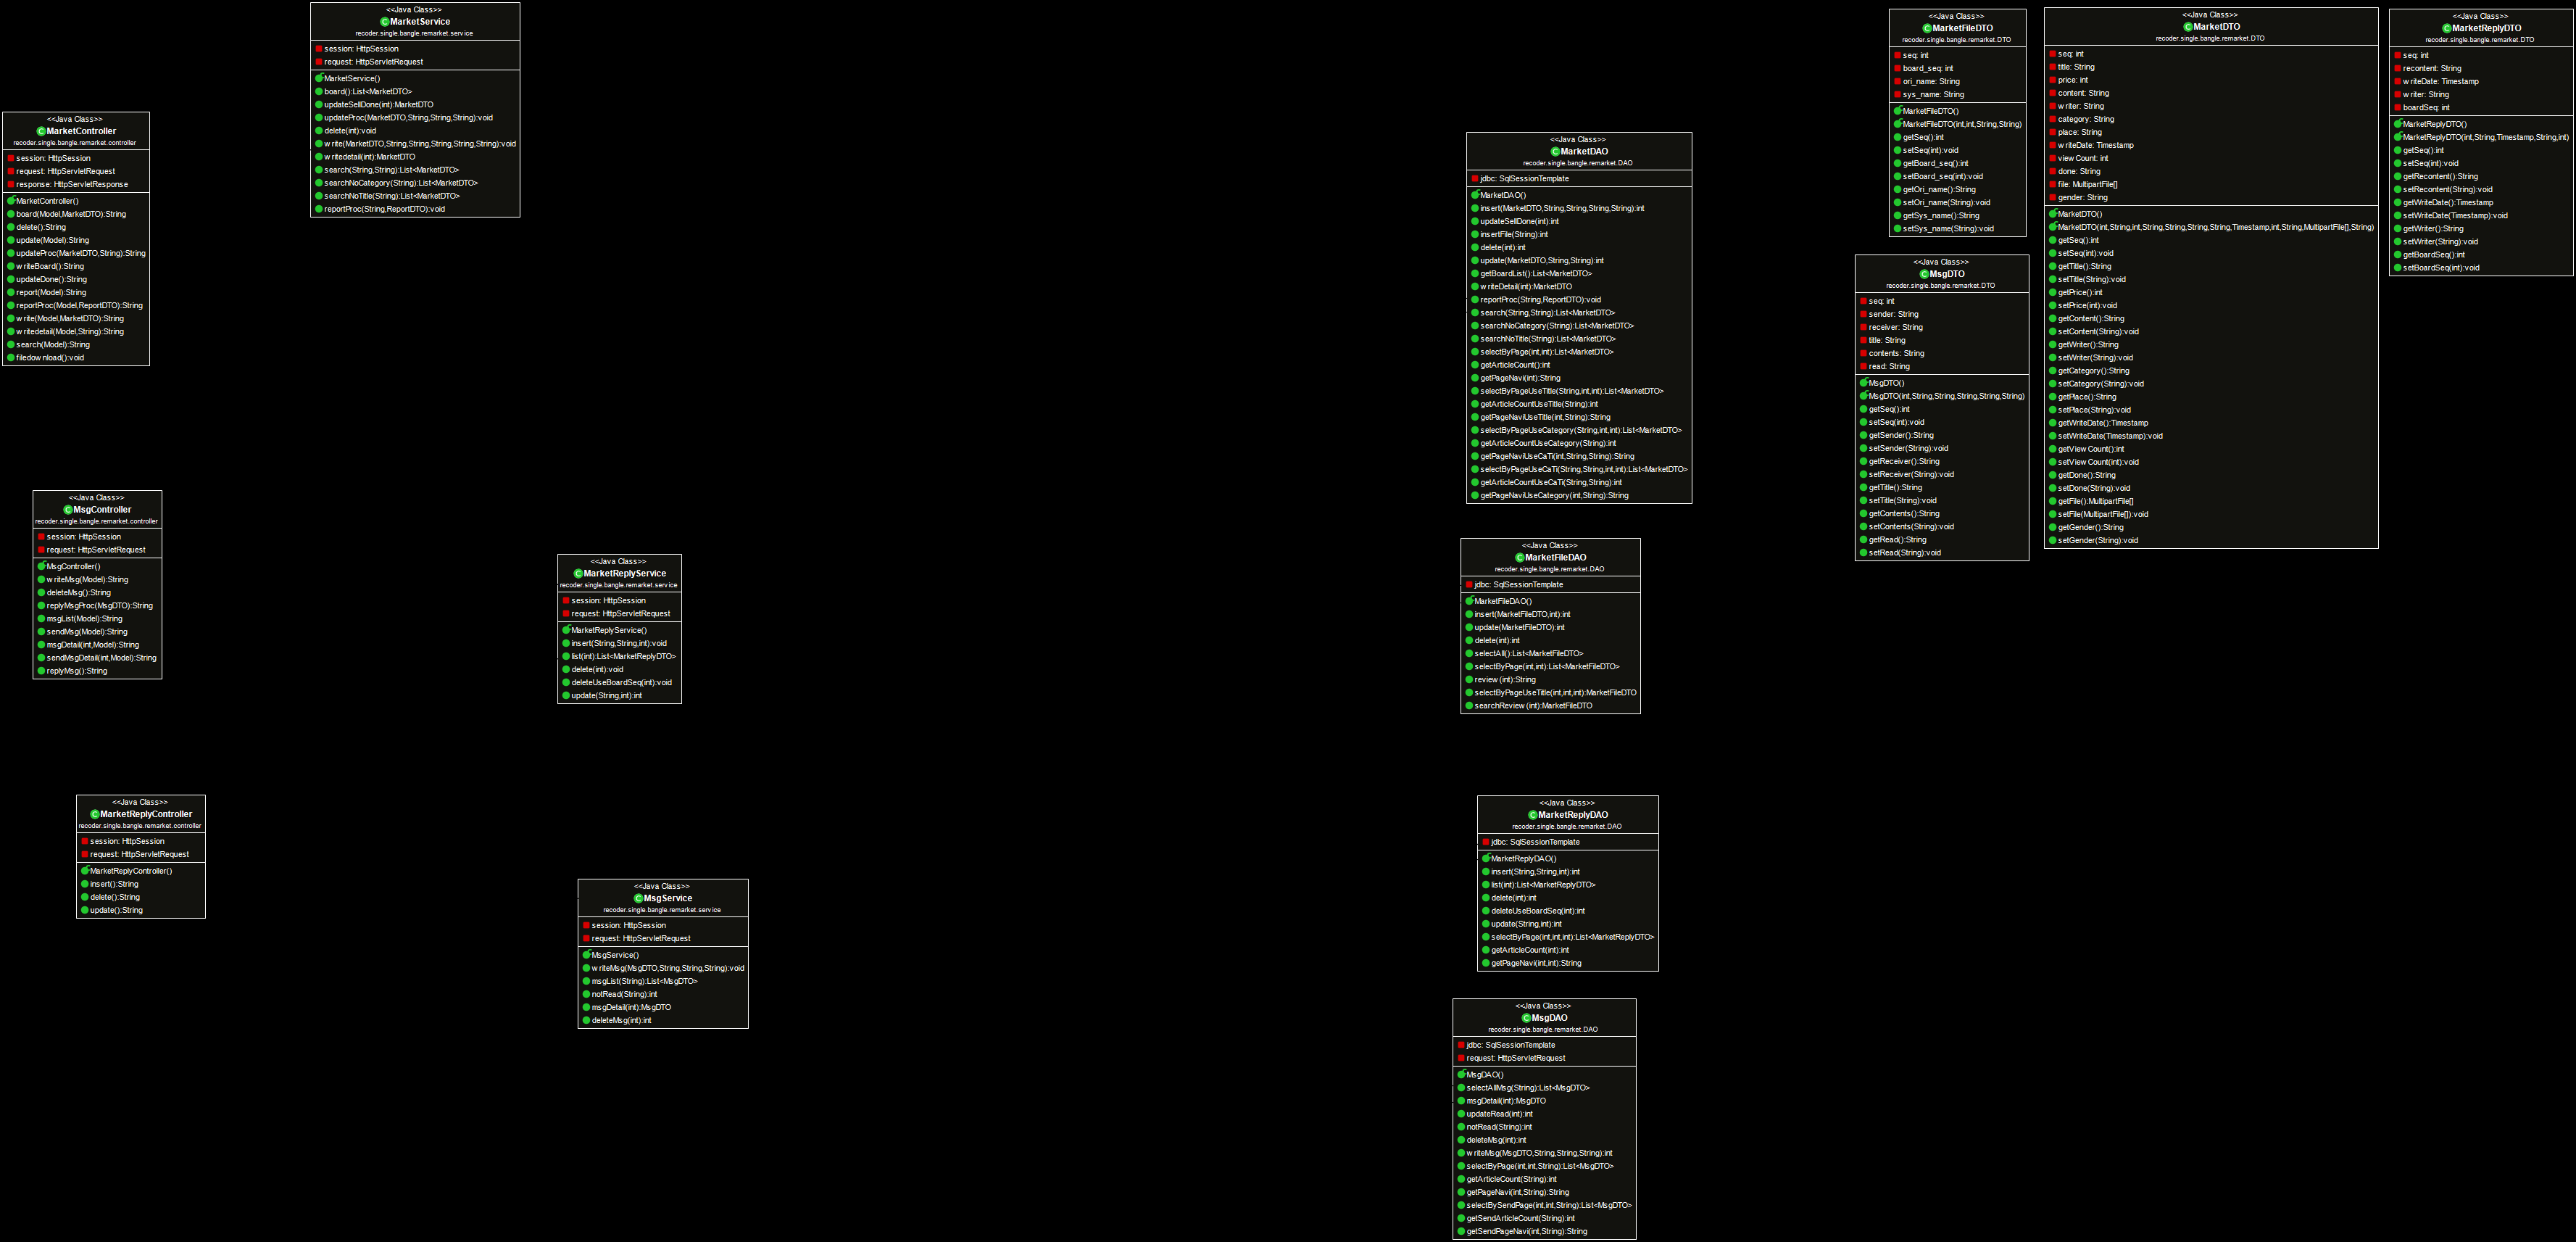 <<Java Class>>
MarketService
recoder.single.bangle.remarket.service
session: HttpSession
request: HttpServletRequest
MarketService()
board():List<MarketDTO>
updateSellDone(int):MarketDTO
updateProc(MarketDTO,String,String,String):void
delete(int):void
write(MarketDTO,String,String,String,String,String):void
writedetail(int):MarketDTO
search(String,String):List<MarketDTO>
searchNoCategory(String):List<MarketDTO>
searchNoTitle(String):List<MarketDTO>
reportProc(String,ReportDTO):void
<<Java Class>>
MarketController
recoder.single.bangle.remarket.controller
session: HttpSession
request: HttpServletRequest
response: HttpServletResponse
MarketController()
board(Model,MarketDTO):String
delete():String
update(Model):String
updateProc(MarketDTO,String):String
writeBoard():String
updateDone():String
report(Model):String
reportProc(Model,ReportDTO):String
write(Model,MarketDTO):String
writedetail(Model,String):String
search(Model):String
filedownload():void
<<Java Class>>
MsgController
recoder.single.bangle.remarket.controller
session: HttpSession
request: HttpServletRequest
MsgController()
writeMsg(Model):String
deleteMsg():String
replyMsgProc(MsgDTO):String
msgList(Model):String
sendMsg(Model):String
msgDetail(int,Model):String
sendMsgDetail(int,Model):String
replyMsg():String
<<Java Class>>
MarketReplyService
recoder.single.bangle.remarket.service
session: HttpSession
request: HttpServletRequest
MarketReplyService()
insert(String,String,int):void
list(int):List<MarketReplyDTO>
delete(int):void
deleteUseBoardSeq(int):void
update(String,int):int
<<Java Class>>
MarketReplyController
recoder.single.bangle.remarket.controller
session: HttpSession
request: HttpServletRequest
MarketReplyController()
insert():String
delete():String
update():String
<<Java Class>>
MsgService
recoder.single.bangle.remarket.service
session: HttpSession
request: HttpServletRequest
MsgService()
writeMsg(MsgDTO,String,String,String):void
msgList(String):List<MsgDTO>
notRead(String):int
msgDetail(int):MsgDTO
deleteMsg(int):int
<<Java Class>>
MarketDAO
recoder.single.bangle.remarket.DAO
jdbc: SqlSessionTemplate
MarketDAO()
insert(MarketDTO,String,String,String,String):int
updateSellDone(int):int
insertFile(String):int
delete(int):int
update(MarketDTO,String,String):int
getBoardList():List<MarketDTO>
writeDetail(int):MarketDTO
reportProc(String,ReportDTO):void
search(String,String):List<MarketDTO>
searchNoCategory(String):List<MarketDTO>
searchNoTitle(String):List<MarketDTO>
selectByPage(int,int):List<MarketDTO>
getArticleCount():int
getPageNavi(int):String
selectByPageUseTitle(String,int,int):List<MarketDTO>
getArticleCountUseTitle(String):int
getPageNaviUseTitle(int,String):String
selectByPageUseCategory(String,int,int):List<MarketDTO>
getArticleCountUseCategory(String):int
getPageNaviUseCaTi(int,String,String):String
selectByPageUseCaTi(String,String,int,int):List<MarketDTO>
getArticleCountUseCaTi(String,String):int
getPageNaviUseCategory(int,String):String
<<Java Class>>
MarketFileDAO
recoder.single.bangle.remarket.DAO
jdbc: SqlSessionTemplate
MarketFileDAO()
insert(MarketFileDTO,int):int
update(MarketFileDTO):int
delete(int):int
selectAll():List<MarketFileDTO>
selectByPage(int,int):List<MarketFileDTO>
review(int):String
selectByPageUseTitle(int,int,int):MarketFileDTO
searchReview(int):MarketFileDTO
<<Java Class>>
MarketReplyDAO
recoder.single.bangle.remarket.DAO
jdbc: SqlSessionTemplate
MarketReplyDAO()
insert(String,String,int):int
list(int):List<MarketReplyDTO>
delete(int):int
deleteUseBoardSeq(int):int
update(String,int):int
selectByPage(int,int,int):List<MarketReplyDTO>
getArticleCount(int):int
getPageNavi(int,int):String
<<Java Class>>
MsgDAO
recoder.single.bangle.remarket.DAO
jdbc: SqlSessionTemplate
request: HttpServletRequest
MsgDAO()
selectAllMsg(String):List<MsgDTO>
msgDetail(int):MsgDTO
updateRead(int):int
notRead(String):int
deleteMsg(int):int
writeMsg(MsgDTO,String,String,String):int
selectByPage(int,int,String):List<MsgDTO>
getArticleCount(String):int
getPageNavi(int,String):String
selectBySendPage(int,int,String):List<MsgDTO>
getSendArticleCount(String):int
getSendPageNavi(int,String):String
<<Java Class>>
MarketFileDTO
recoder.single.bangle.remarket.DTO
seq: int
board_seq: int
ori_name: String
sys_name: String
MarketFileDTO()
MarketFileDTO(int,int,String,String)
getSeq():int
setSeq(int):void
getBoard_seq():int
setBoard_seq(int):void
getOri_name():String
setOri_name(String):void
getSys_name():String
setSys_name(String):void
<<Java Class>>
MsgDTO
recoder.single.bangle.remarket.DTO
seq: int
sender: String
receiver: String
title: String
contents: String
read: String
MsgDTO()
MsgDTO(int,String,String,String,String,String)
getSeq():int
setSeq(int):void
getSender():String
setSender(String):void
getReceiver():String
setReceiver(String):void
getTitle():String
setTitle(String):void
getContents():String
setContents(String):void
getRead():String
setRead(String):void
<<Java Class>>
MarketDTO
recoder.single.bangle.remarket.DTO
seq: int
title: String
price: int
content: String
writer: String
category: String
place: String
writeDate: Timestamp
viewCount: int
done: String
file: MultipartFile[]
gender: String
MarketDTO()
MarketDTO(int,String,int,String,String,String,String,Timestamp,int,String,MultipartFile[],String)
getSeq():int
setSeq(int):void
getTitle():String
setTitle(String):void
getPrice():int
setPrice(int):void
getContent():String
setContent(String):void
getWriter():String
setWriter(String):void
getCategory():String
setCategory(String):void
getPlace():String
setPlace(String):void
getWriteDate():Timestamp
setWriteDate(Timestamp):void
getViewCount():int
setViewCount(int):void
getDone():String
setDone(String):void
getFile():MultipartFile[]
setFile(MultipartFile[]):void
getGender():String
setGender(String):void
<<Java Class>>
MarketReplyDTO
recoder.single.bangle.remarket.DTO
seq: int
recontent: String
writeDate: Timestamp
writer: String
boardSeq: int
MarketReplyDTO()
MarketReplyDTO(int,String,Timestamp,String,int)
getSeq():int
setSeq(int):void
getRecontent():String
setRecontent(String):void
getWriteDate():Timestamp
setWriteDate(Timestamp):void
getWriter():String
setWriter(String):void
getBoardSeq():int
setBoardSeq(int):void